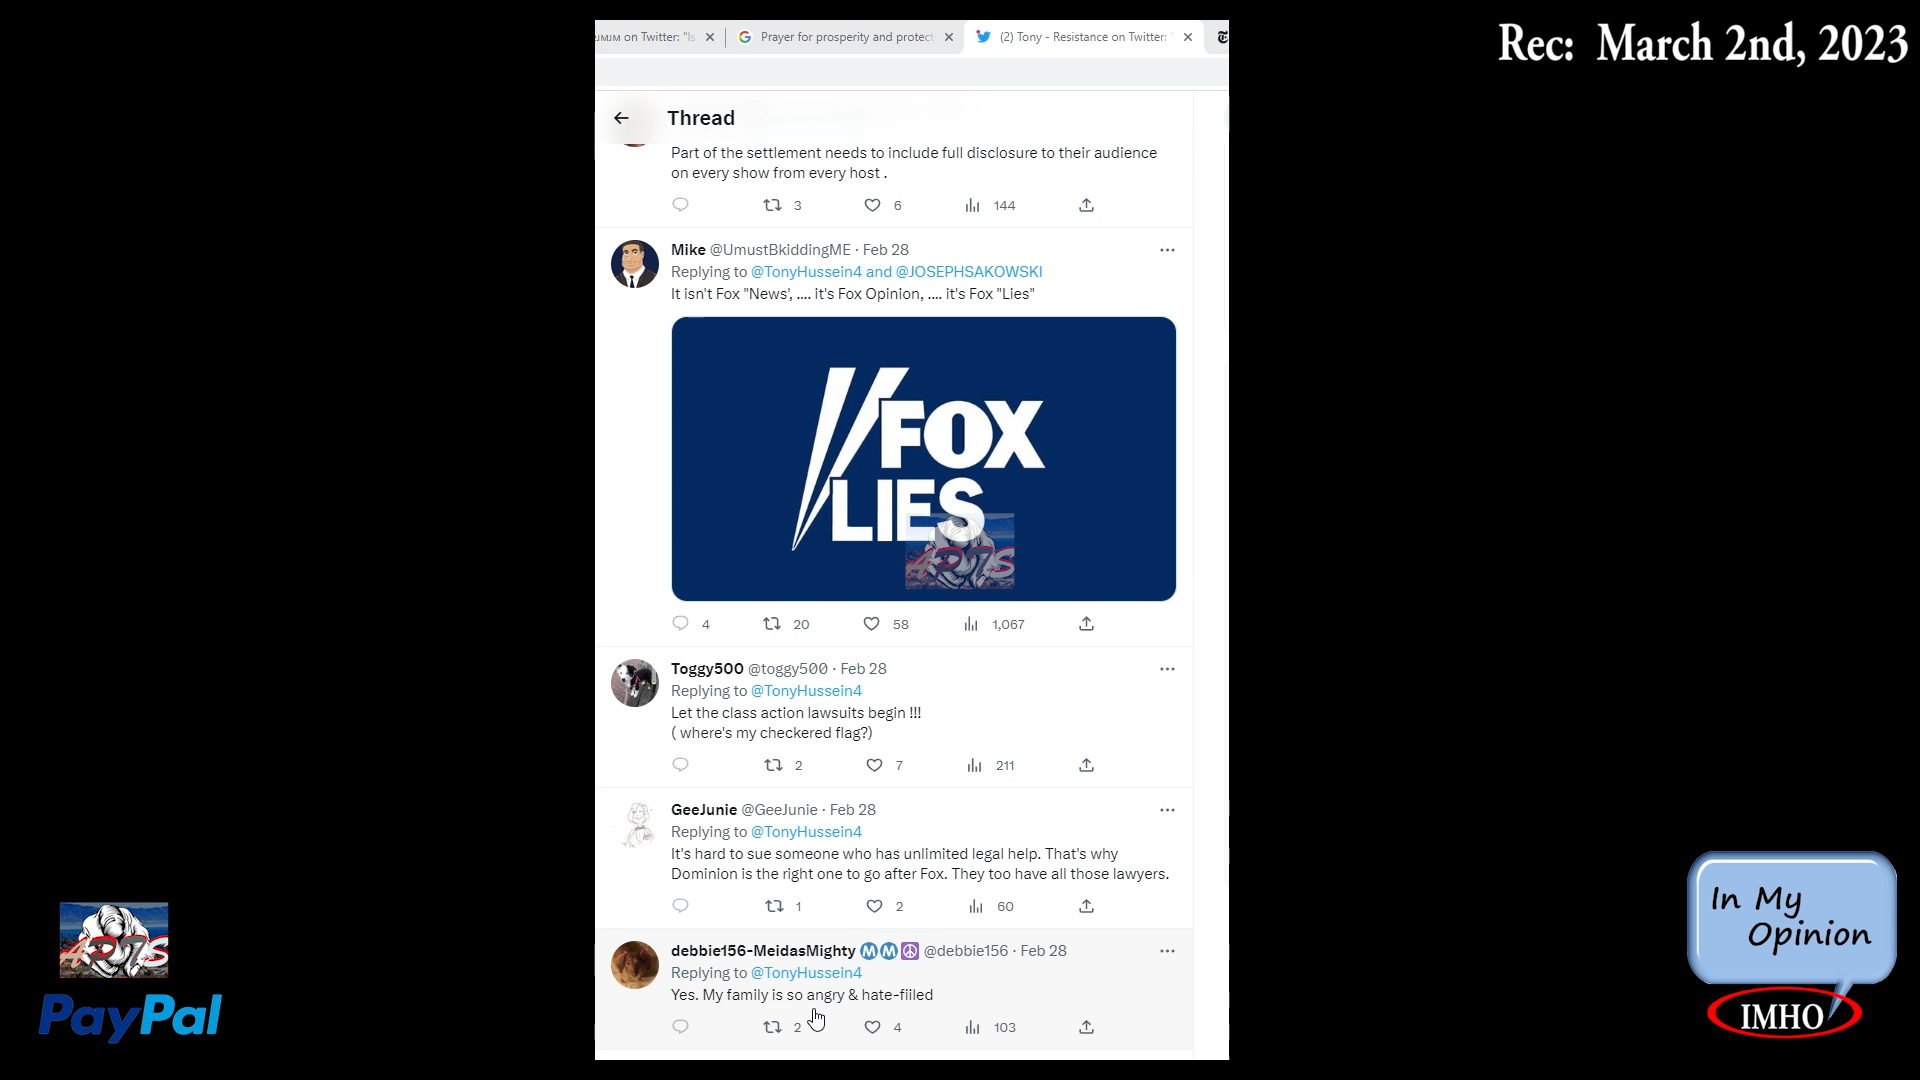 Rec: March 2nd, 2023
on Twitter: "Is
Prayer for prosperity and protect
(2) Tony - Resistance on Twitter: "
Thread
Part of the settlement needs to include full disclosure to their audience
on every show from every host .
3 6 144
Mike @UmustBkiddingME · Feb 28
Replying to @TonyHussein4 and @JOSEPHSAKOWSKI
It isn't Fox "News', .... it's Fox Opinion, .... it's Fox "Lies"
FOX
LIES
4 20 58 1,067
Toggy500 @toggy500 · Feb 28
Replying to @TonyHussein4
Let the class action lawsuits begin !!!
( where's my checkered flag?)
2 7 211
GeeJunie @GeeJunie · Feb 28
Replying to @TonyHussein4
It's hard to sue someone who has unlimited legal help. That's why
Dominion is the right one to go after Fox. They too have all those lawyers.
1 2 60
debbie156-MeidasMighty Ⓜ️Ⓜ️☮️ @debbie156 · Feb 28
Replying to @TonyHussein4
Yes. My family is so angry & hate-fiiled
2 4 103
PayPal
In My
Opinion
IMHO